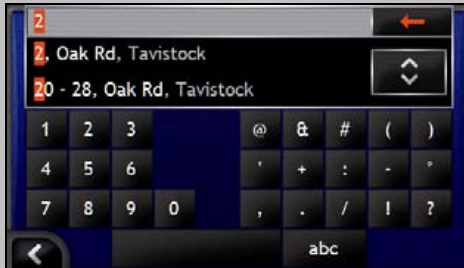 2
2, Oak Rd, Tavistock
20 - 28, Oak Rd, Tavistock
1 2 3 @ & # ( )
4 5 6 ' + : - °
7 8 9 0 , . / ! ?
abc